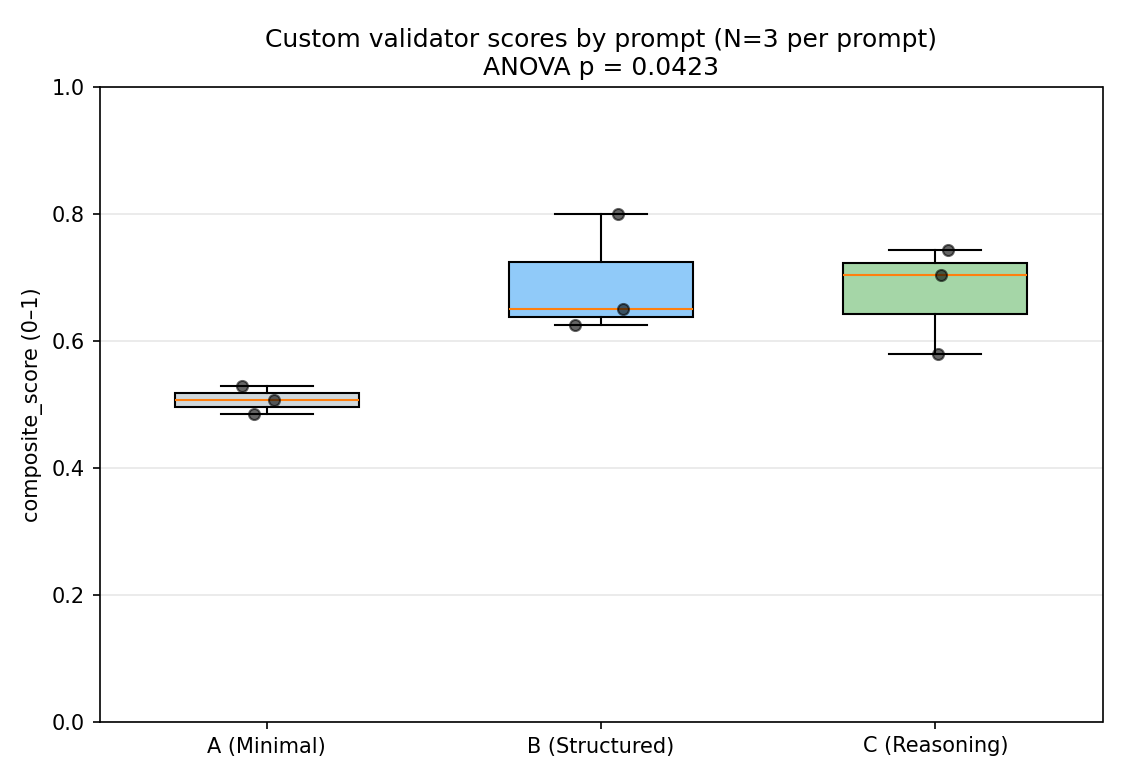 Custom validator scores by prompt (N=3 per prompt)
ANOVA p = 0.0423
composite_score (0–1)
1.0
0.8
0.6
0.4
0.2
0.0
A (Minimal)
B (Structured)
C (Reasoning)